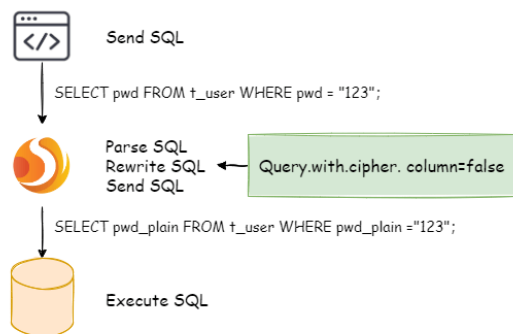 </>
Send SQL
SELECT pwd FROM t_user WHERE pwd = "123";
Parse SQL
Rewrite SQL
Send SQL
Query.with.cipher. column=false
SELECT pwd_plain FROM t_user WHERE pwd_plain ="123";
Execute SQL